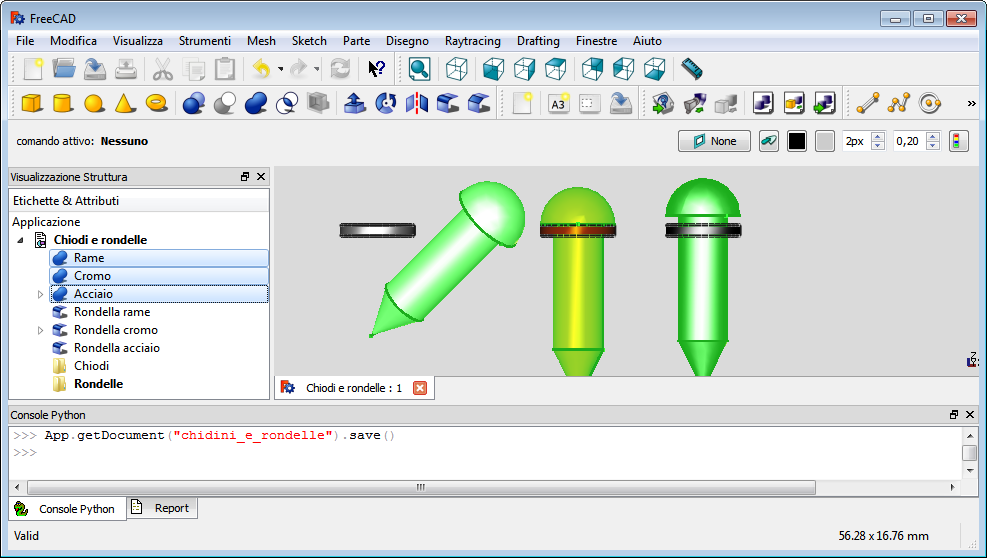 FreeCAD
File Modifica Visualizza Strumenti Mesh Sketch Parte Disegno Raytracing Drafting Finestre Aiuto
A3
comando attivo: Nessuno None 2px 0,20
Visualizzazione Struttura
Etichette & Attributi
Applicazione
Chiodi e rondelle
Rame
Cromo
Acciaio
Rondella rame
Rondella cromo
Rondella acciaio
Chiodi
Rondelle
Z
Chiodi e rondelle : 1
Console Python
>>> App.getDocument("chidini_e_rondelle").save()
>>>
Console Python Report
Valid 56.28 x 16.76 mm